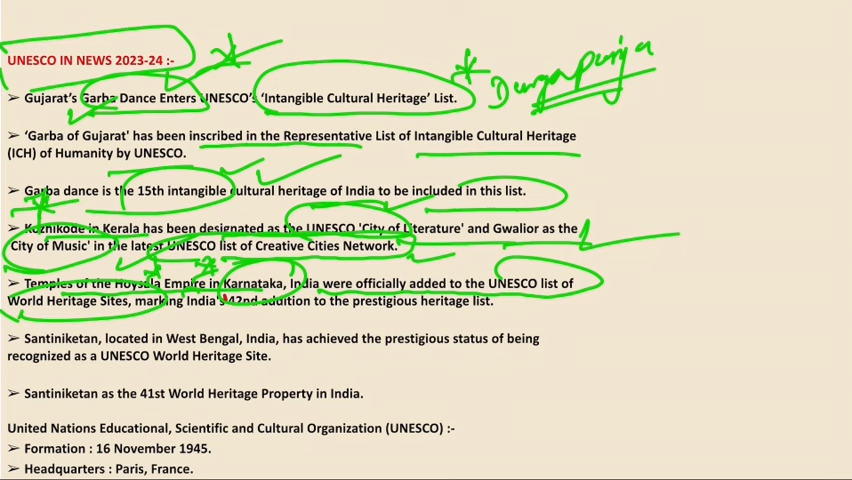 UNESCO IN NEWS 2023-24 :-
Durga puja
➢ Gujarat's Garba Dance Enters UNESCO's 'Intangible Cultural Heritage' List.
➢ 'Garba of Gujarat' has been inscribed in the Representative List of Intangible Cultural Heritage
(ICH) of Humanity by UNESCO.
➢ Garba dance is the 15th intangible cultural heritage of India to be included in this list.
➢ Kozhikode in Kerala has been designated as the UNESCO 'City of Literature' and Gwalior as the
'City of Music' in the latest UNESCO list of Creative Cities Network.
➢ Temples of the Hoysala Empire in Karnataka, India were officially added to the UNESCO list of
World Heritage Sites, marking India's 42nd addition to the prestigious heritage list.
➢ Santiniketan, located in West Bengal, India, has achieved the prestigious status of being
recognized as a UNESCO World Heritage Site.
➢ Santiniketan as the 41st World Heritage Property in India.
United Nations Educational, Scientific and Cultural Organization (UNESCO) :-
➢ Formation : 16 November 1945.
➢ Headquarters : Paris, France.